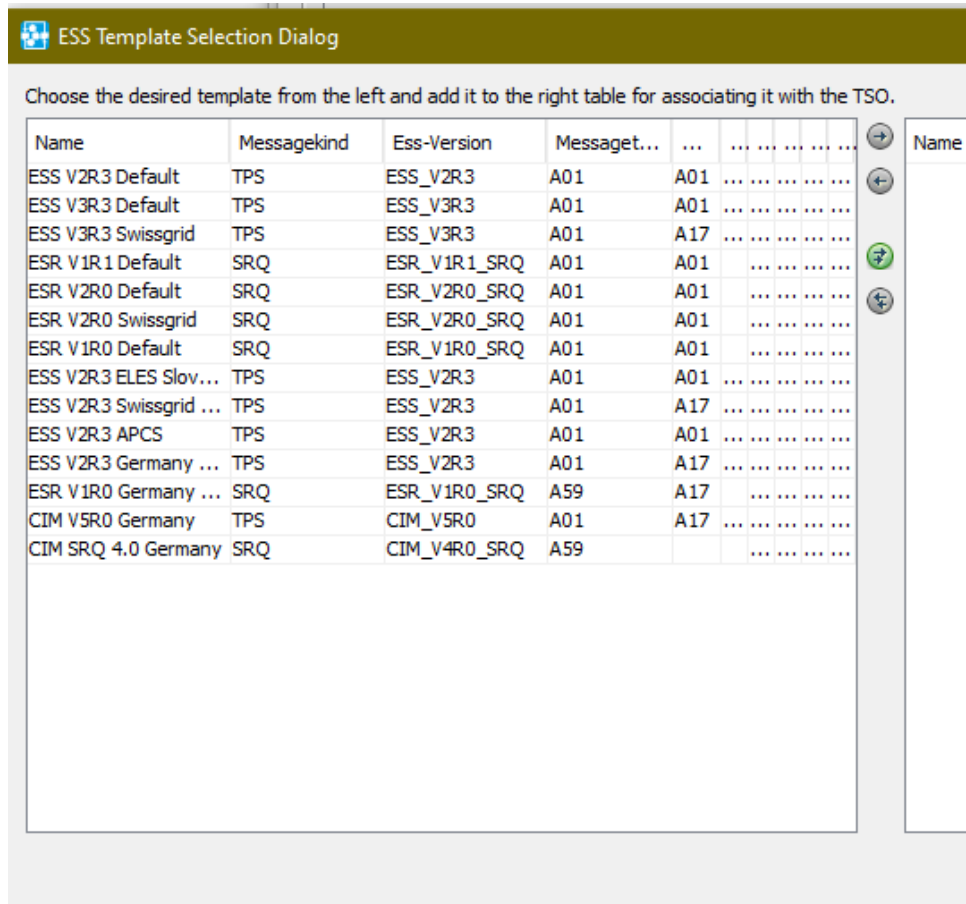 ESS Template Selection Dialog
Choose the desired template from the left and add it to the right table for associating it with the TSO.
Name Messagekind Ess-Version Messaget... ... ... ... ... ... ... Name
ESS V2R3 Default TPS ESS_V2R3 A01 A01 ... ... ... ... ...
ESS V3R3 Default TPS ESS_V3R3 A01 A01 ... ... ... ... ...
ESS V3R3 Swissgrid TPS ESS_V3R3 A01 A17 ... ... ... ... ...
ESR V1R1 Default SRQ ESR_V1R1_SRQ A01 A01 ... ... ... ...
ESR V2R0 Default SRQ ESR_V2R0_SRQ A01 A01 ... ... ... ...
ESR V2R0 Swissgrid SRQ ESR_V2R0_SRQ A01 A01 ... ... ... ...
ESR V1R0 Default SRQ ESR_V1R0_SRQ A01 A01 ... ... ... ...
ESS V2R3 ELES Slov... TPS ESS_V2R3 A01 A01 ... ... ... ... ...
ESS V2R3 Swissgrid ... TPS ESS_V2R3 A01 A17 ... ... ... ... ...
ESS V2R3 APCS TPS ESS_V2R3 A01 A01 ... ... ... ... ...
ESS V2R3 Germany ... TPS ESS_V2R3 A01 A17 ... ... ... ... ...
ESR V1R0 Germany ... SRQ ESR_V1R0_SRQ A59 A17 ... ... ... ...
CIM V5R0 Germany TPS CIM_V5R0 A01 A17 ... ... ... ... ...
CIM SRQ 4.0 Germany SRQ CIM_V4R0_SRQ A59 ... ... ... ...